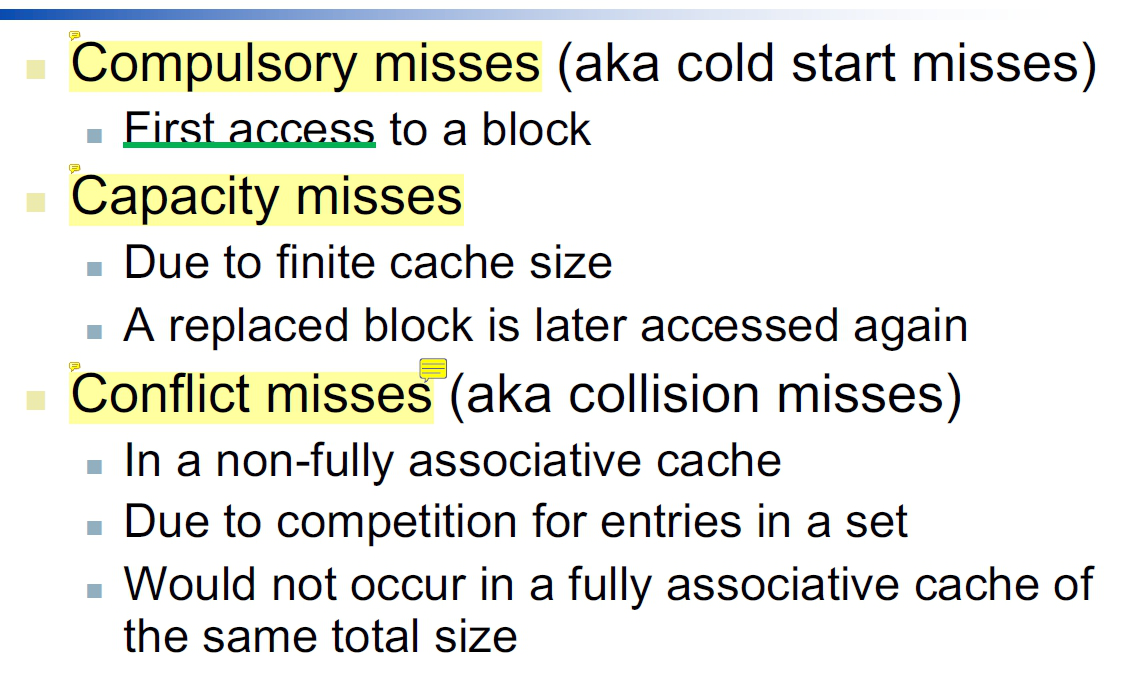 Compulsory misses (aka cold start misses)
First access to a block
Capacity misses
Due to finite cache size
A replaced block is later accessed again
Conflict misses (aka collision misses)
In a non-fully associative cache
Due to competition for entries in a set
Would not occur in a fully associative cache of
the same total size